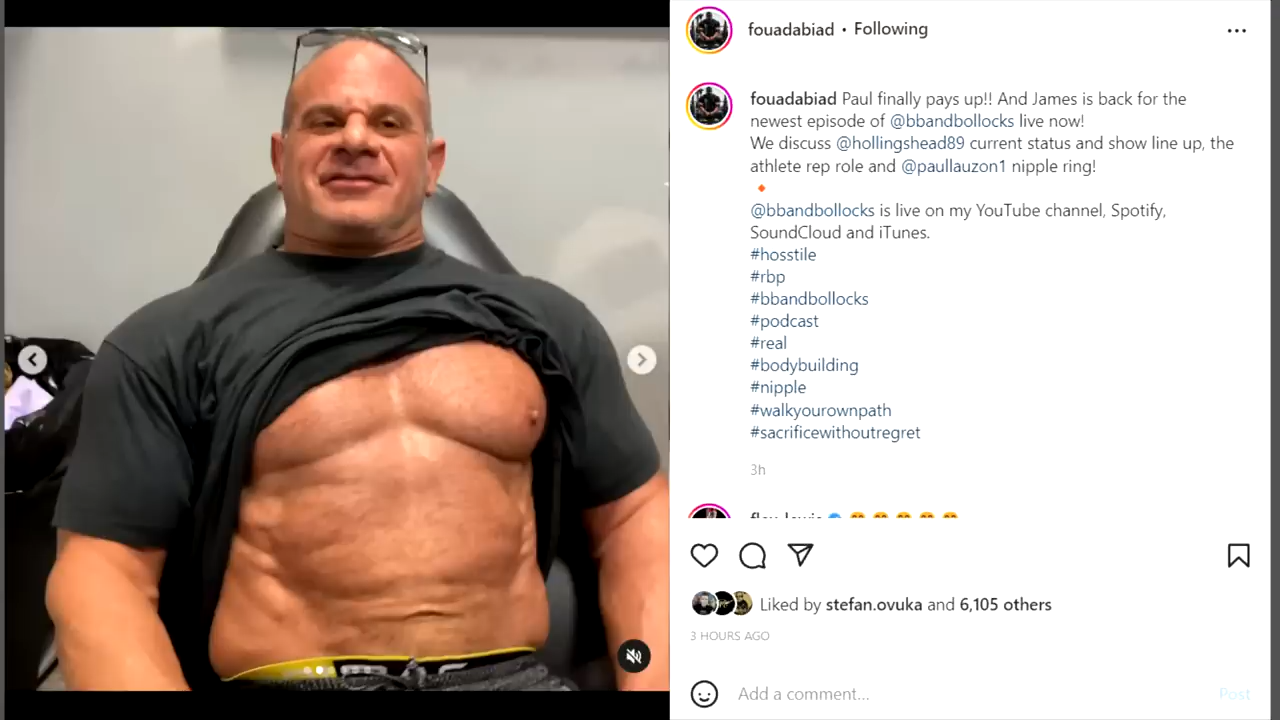 fouadabiad • Following
fouadabiad Paul finally pays up!! And James is back for the
newest episode of @bbandbollocks live now!
We discuss @hollingshead89 current status and show line up, the
athlete rep role and @paullauzon1 nipple ring!
@bbandbollocks is live on my YouTube channel, Spotify,
SoundCloud and iTunes.
#hosstile
#rbp
#bbandbollocks
#podcast
#real
#bodybuilding
#nipple
#walkyourownpath
#sacrificewithoutregret
3h
Liked by stefan.ovuka and 6,105 others
3 HOURS AGO
Add a comment...
Post